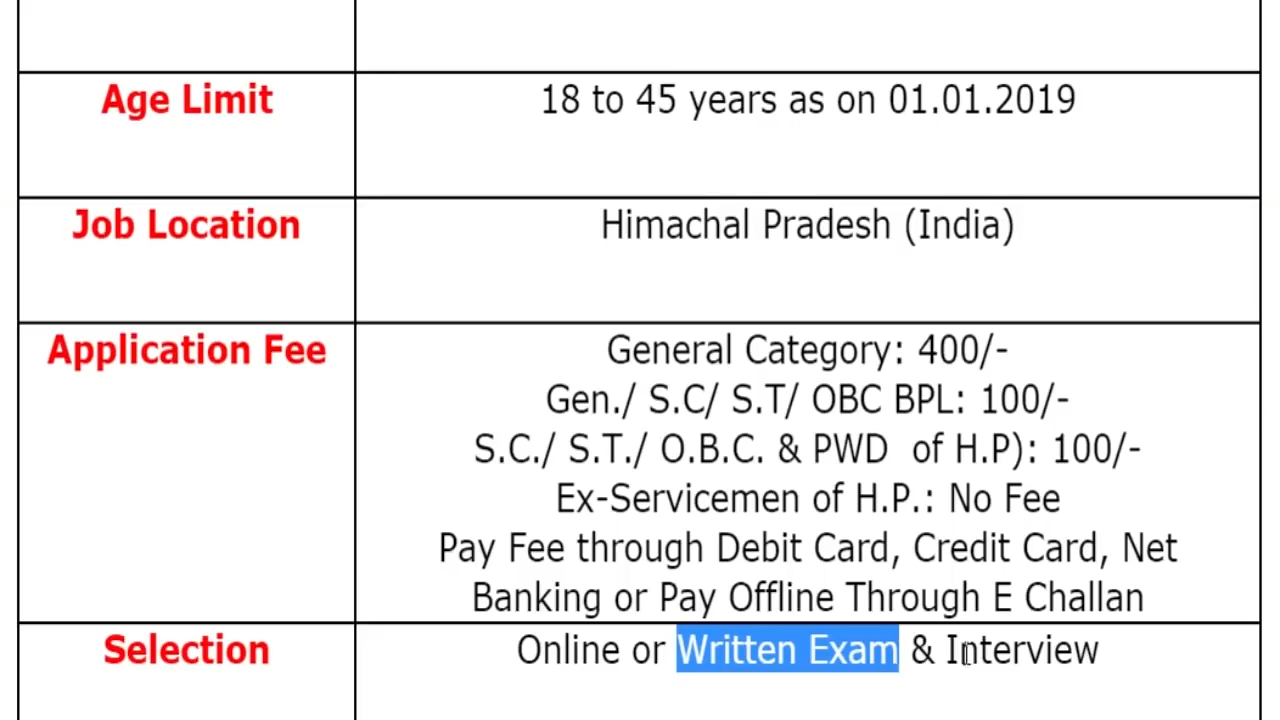 Age Limit
18 to 45 years as on 01.01.2019
Job Location
Himachal Pradesh (India)
Application Fee
General Category: 400/-
Gen./ S.C/ S.T/ OBC BPL: 100/-
S.C./ S.T./ O.B.C. & PWD  of H.P): 100/-
Ex-Servicemen of H.P.: No Fee
Pay Fee through Debit Card, Credit Card, Net
Banking or Pay Offline Through E Challan
Selection
Online or Written Exam & Interview